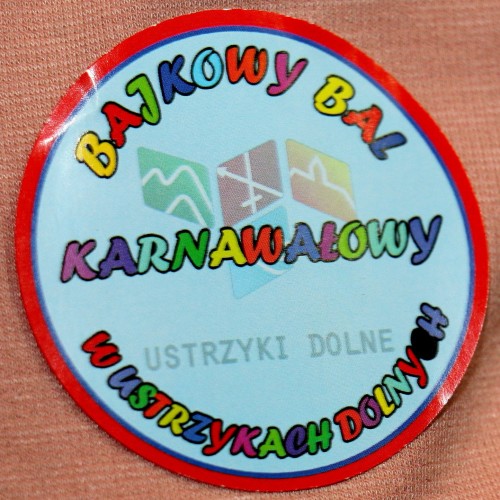 BAJKOWY BAL
KARNAWAŁOWY
USTRZYKI DOLNE
W USTRZYKACH DOLNYCH